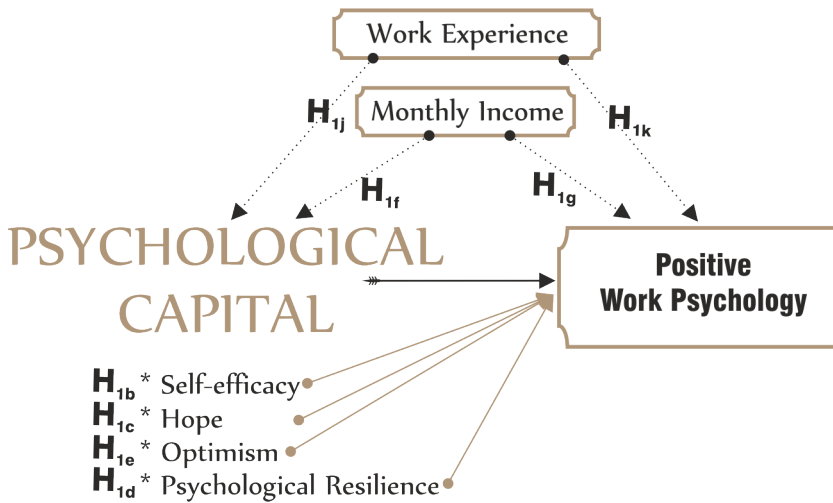 Work Experience
H1j
Monthly Income
H1k
H1f
H1g
PSYCHOLOGICAL
CAPITAL
Positive
Work Psychology
H1b * Self-efficacy
H1c * Hope
H1e * Optimism
H1d * Psychological Resilience